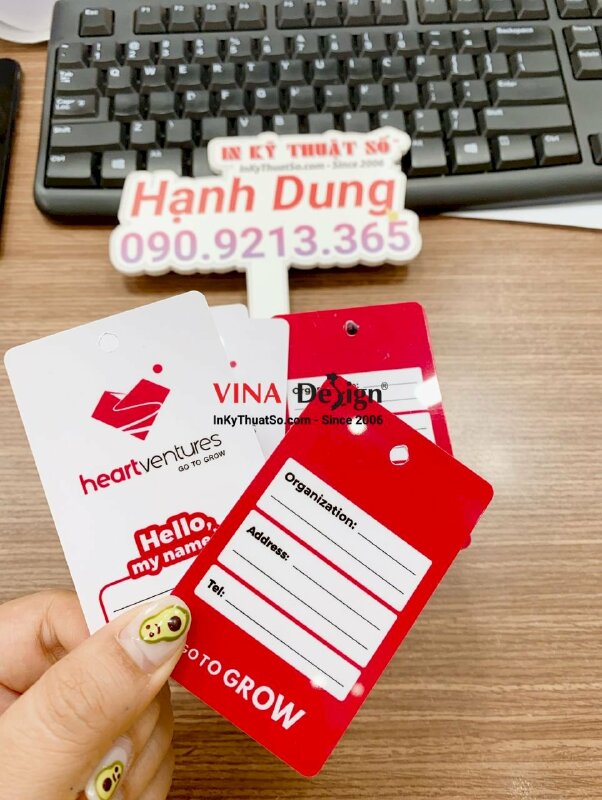 IN KỸ THUẬT SỐ
InKyThuatSo.com - Since 2006
Hạnh Dung
090.9213.365
VINA Design®
InKyThuatSo.com - Since 2006
heartventures
GO TO GROW
Hello,
my name
Organization:
Address:
Tel:
GO TO GROW